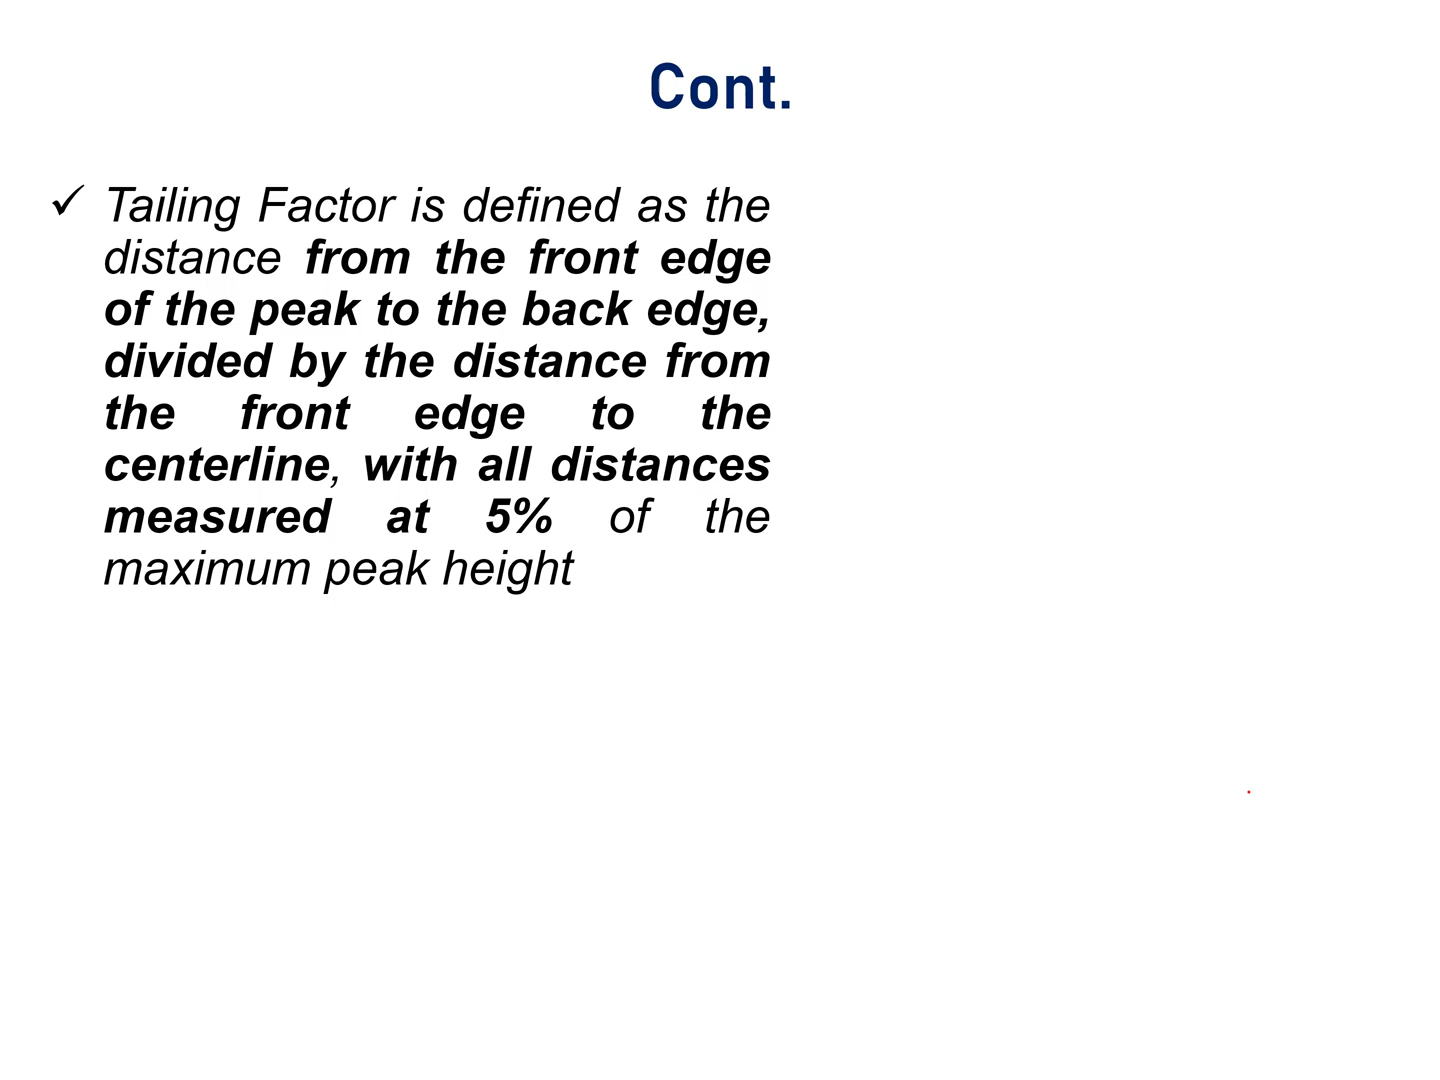 Cont.
✓ Tailing Factor is defined as the
distance from the front edge
of the peak to the back edge,
divided by the distance from
the front edge to the
centerline, with all distances
measured at 5% of the
maximum peak height
.